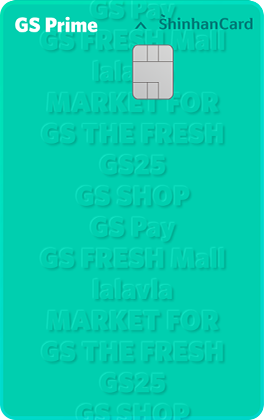 GS Pay
GS Prime
ShinhanCard
GS FRESH Mall
lalavla
MARKET FOR
GS THE FRESH
GS25
GS SHOP
GS Pay
GS FRESH Mall
lalavla
MARKET FOR
GS THE FRESH
GS25
GS SHOP